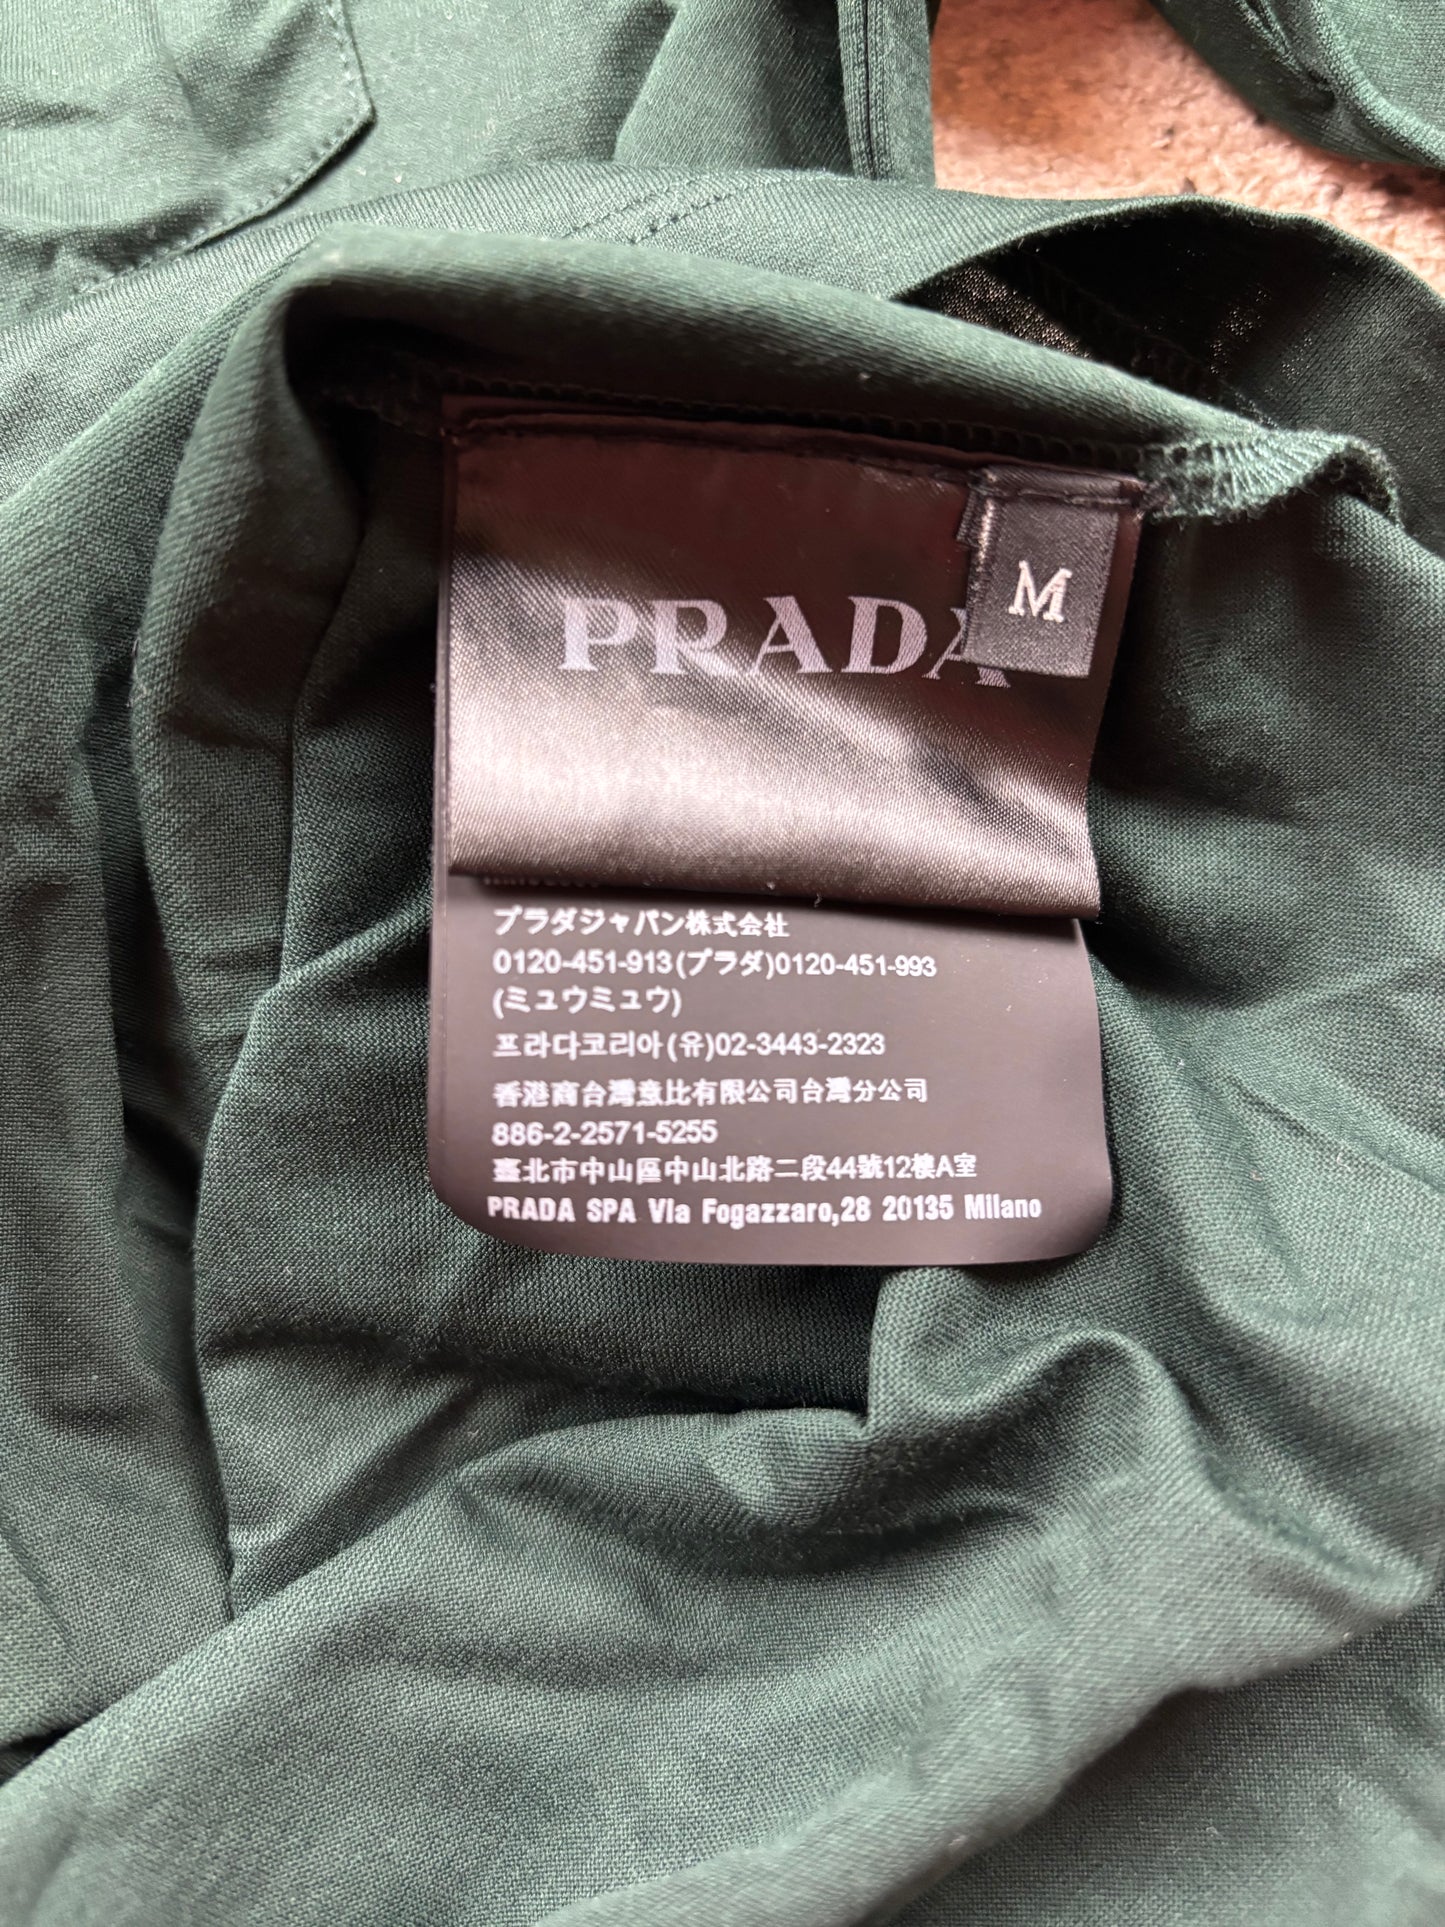 PRADA
M
プラダジャパン株式会社
0120-451-913(プラダ)0120-451-993
(ミュウミュウ)
프라다코리아(유)02-3443-2323
香港商台灣意比有限公司台灣分公司
886-2-2571-5255
臺北市中山區中山北路二段44號12樓A室
PRADA SPA Via Fogazzaro,28 20135 Milano